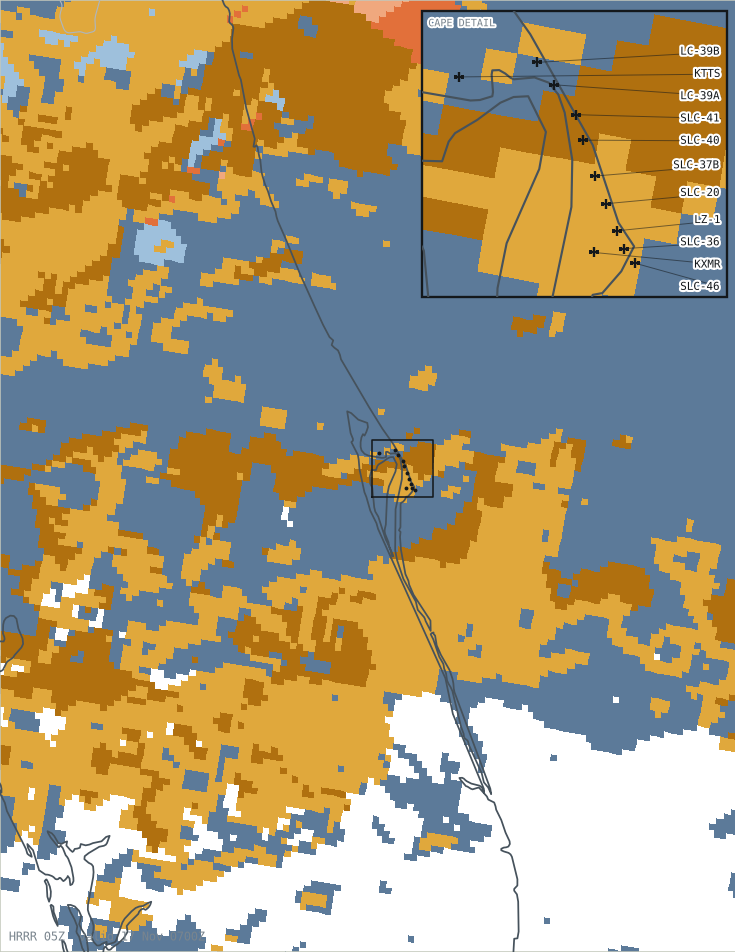 CAPE DETAIL
LC-39B
KTTS
LC-39A
SLC-41
SLC-40
SLC-37B
SLC-20
LZ-1
SLC-36
KXMR
SLC-46
HRRR 05Z